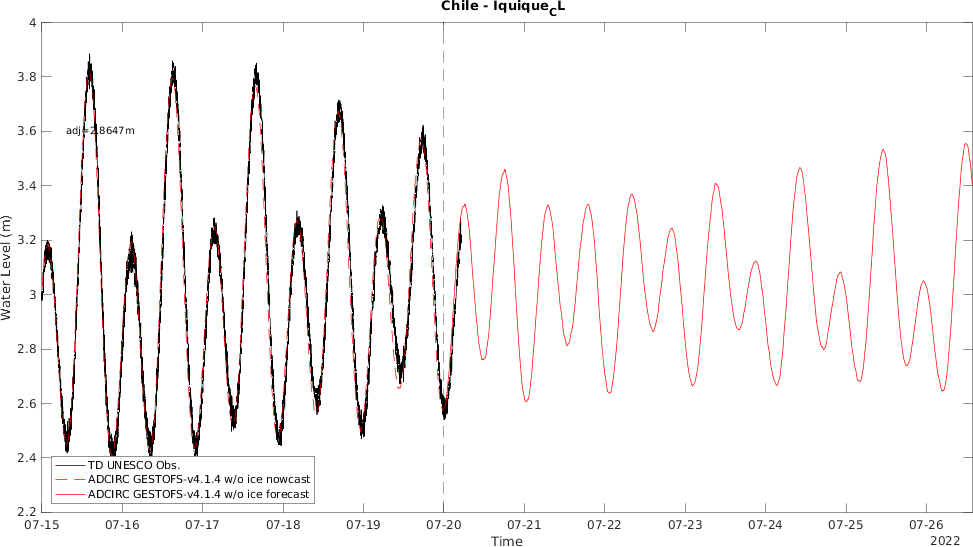 Chile - Iquique_CL
4
3.8
3.6
3.4
3.2
3
2.8
2.6
2.4
2.2
Water Level (m)
adj=2.8647m
TD UNESCO Obs.
ADCIRC GESTOFS-v4.1.4 w/o ice nowcast
ADCIRC GESTOFS-v4.1.4 w/o ice forecast
07-15 07-16 07-17 07-18 07-19 07-20 07-21 07-22 07-23 07-24 07-25 07-26
Time
2022